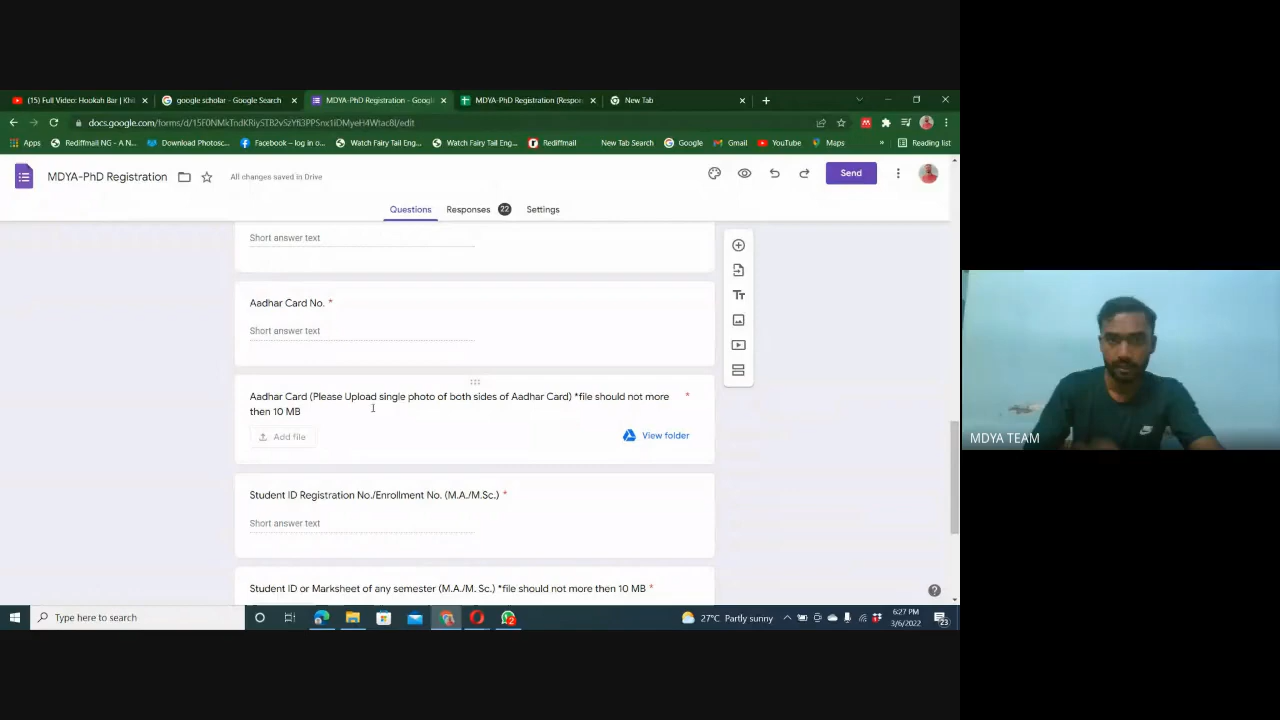 (15) Full Video: Hookah Bar | Khi
google scholar - Google Search
MDYA-PhD Registration - Google
MDYA-PhD Registration (Respon
New Tab
Apps
Rediffmail NG - A N...
Download Photosc...
Facebook – log in o...
Watch Fairy Tail Eng...
Watch Fairy Tail Eng...
Rediffmail
New Tab Search
Google
Gmail
YouTube
Maps
»
Reading list
MDYA-PhD Registration
All changes saved in Drive
Send
Questions
Responses 22
Settings
Short answer text
Aadhar Card No. *
Short answer text
Aadhar Card (Please Upload single photo of both sides of Aadhar Card) *file should not more *
then 10 MB
Add file
View folder
Student ID Registration No./Enrollment No. (M.A./M.Sc.) *
Short answer text
Student ID or Marksheet of any semester (M.A./M. Sc.) *file should not more then 10 MB *
MDYA TEAM
Type here to search
27°C Partly sunny
6:27 PM
3/6/2022
23